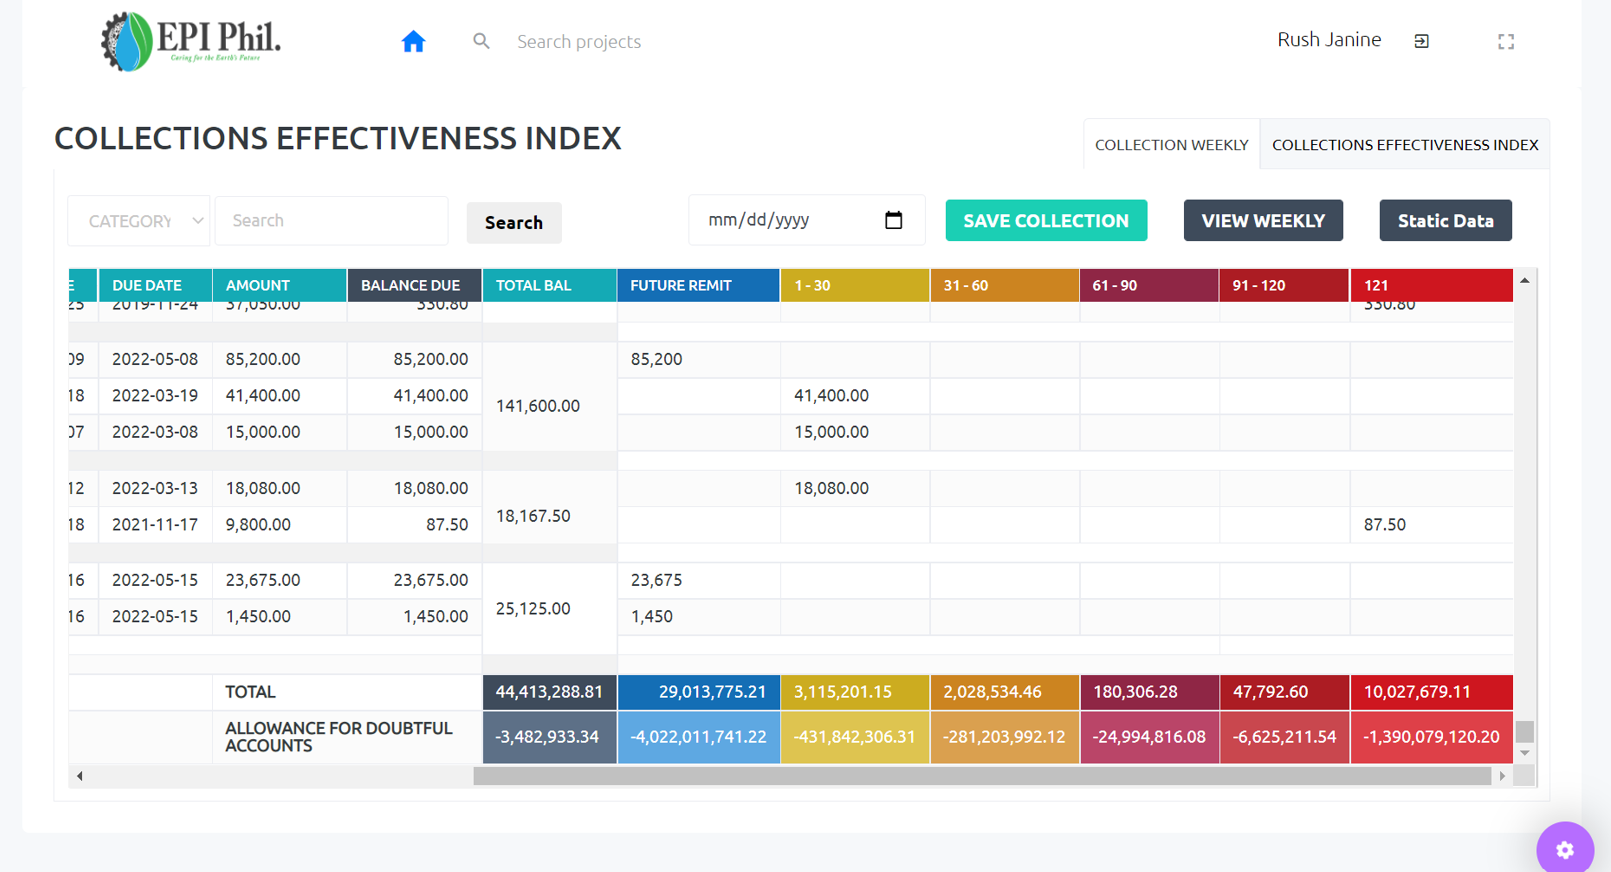 EPI Phil.
Caring for the Earth's Future
Search projects
Rush Janine
COLLECTIONS EFFECTIVENESS INDEX
COLLECTION WEEKLY
COLLECTIONS EFFECTIVENESS INDEX
CATEGORY
Search
Search
mm/dd/yyyy
SAVE COLLECTION
VIEW WEEKLY
Static Data
E DUE DATE AMOUNT BALANCE DUE TOTAL BAL FUTURE REMIT 1 - 30 31 - 60 61 - 90 91 - 120 121
25 2019-11-24 37,050.00 330.80 330.80
09 2022-05-08 85,200.00 85,200.00 85,200
18 2022-03-19 41,400.00 41,400.00 41,400.00
141,600.00
07 2022-03-08 15,000.00 15,000.00 15,000.00
12 2022-03-13 18,080.00 18,080.00 18,080.00
18,167.50
18 2021-11-17 9,800.00 87.50 87.50
16 2022-05-15 23,675.00 23,675.00 23,675
25,125.00
16 2022-05-15 1,450.00 1,450.00 1,450
TOTAL 44,413,288.81 29,013,775.21 3,115,201.15 2,028,534.46 180,306.28 47,792.60 10,027,679.11
ALLOWANCE FOR DOUBTFUL
ACCOUNTS
-3,482,933.34 -4,022,011,741.22 -431,842,306.31 -281,203,992.12 -24,994,816.08 -6,625,211.54 -1,390,079,120.20